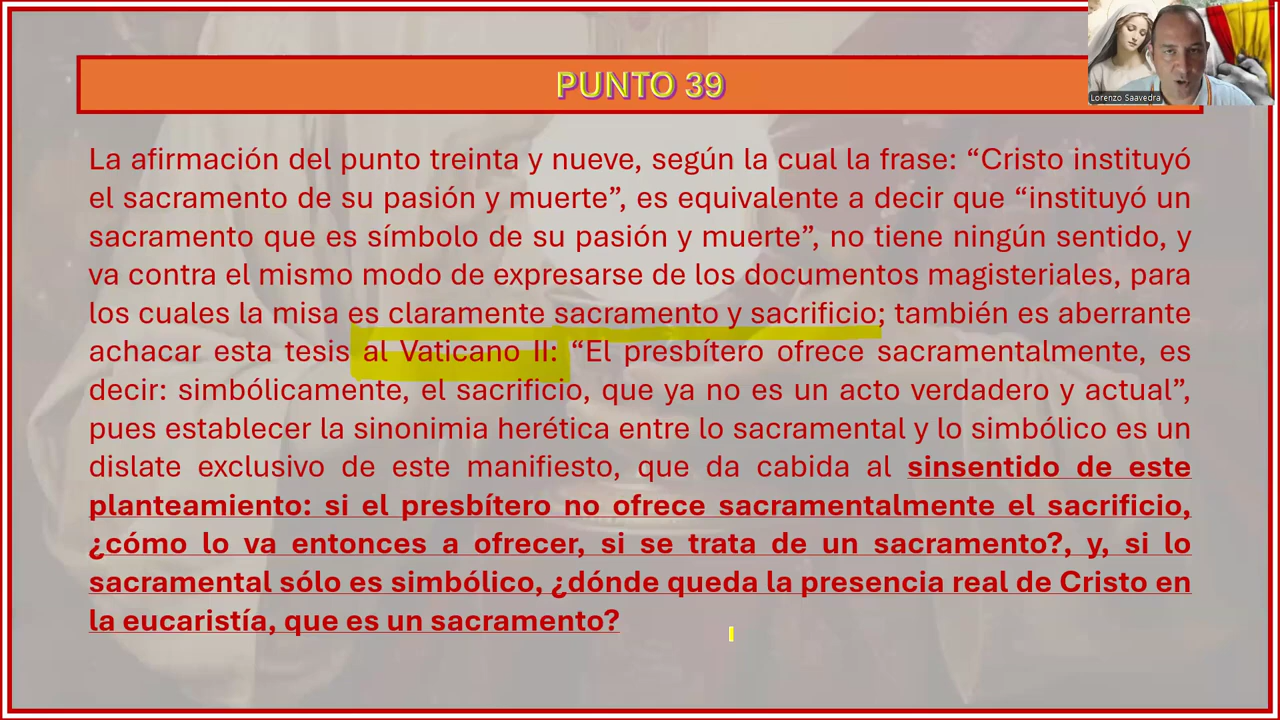 PUNTO 39
Lorenzo Saavedra
La afirmación del punto treinta y nueve, según la cual la frase: “Cristo instituyó
el sacramento de su pasión y muerte”, es equivalente a decir que “instituyó un
sacramento que es símbolo de su pasión y muerte”, no tiene ningún sentido, y
va contra el mismo modo de expresarse de los documentos magisteriales, para
los cuales la misa es claramente sacramento y sacrificio; también es aberrante
achacar esta tesis al Vaticano II: “El presbítero ofrece sacramentalmente, es
decir: simbólicamente, el sacrificio, que ya no es un acto verdadero y actual”,
pues establecer la sinonimia herética entre lo sacramental y lo simbólico es un
dislate exclusivo de este manifiesto, que da cabida al sinsentido de este
planteamiento: si el presbítero no ofrece sacramentalmente el sacrificio,
¿cómo lo va entonces a ofrecer, si se trata de un sacramento?, y, si lo
sacramental sólo es simbólico, ¿dónde queda la presencia real de Cristo en
la eucaristía, que es un sacramento?